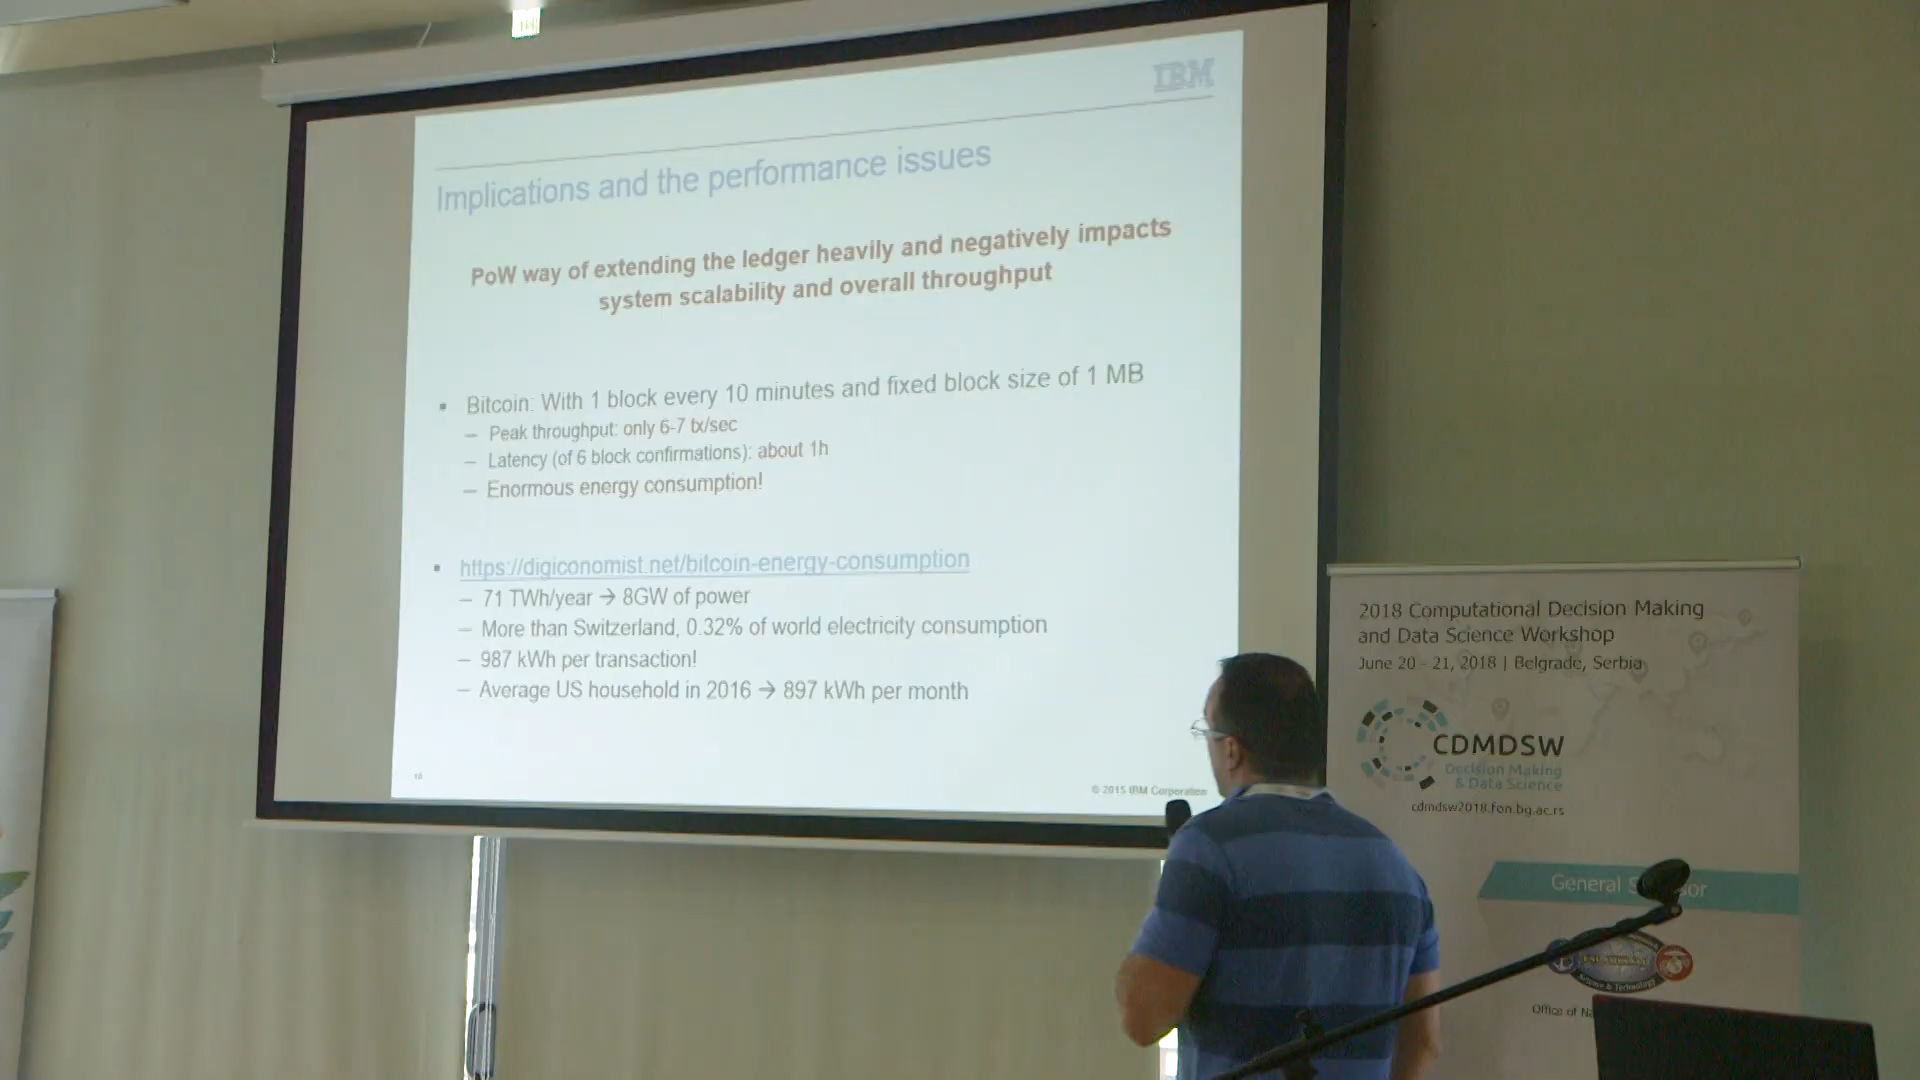 IBM
Implications and the performance issues
PoW way of extending the ledger heavily and negatively impacts
system scalability and overall throughput
▪ Bitcoin: With 1 block every 10 minutes and fixed block size of 1 MB
– Peak throughput: only 6-7 tx/sec
– Latency (of 6 block confirmations): about 1h
– Enormous energy consumption!
▪ https://digiconomist.net/bitcoin-energy-consumption
– 71 TWh/year → 8GW of power
– More than Switzerland, 0.32% of world electricity consumption
– 987 kWh per transaction!
– Average US household in 2016 → 897 kWh per month
© 2015 IBM Corporation
2018 Computational Decision Making
and Data Science Workshop
June 20 - 21, 2018 | Belgrade, Serbia
CDMDSW
Decision Making
& Data Science
cdmdsw2018.fon.bg.ac.rs
General
Science & Technology
Office of